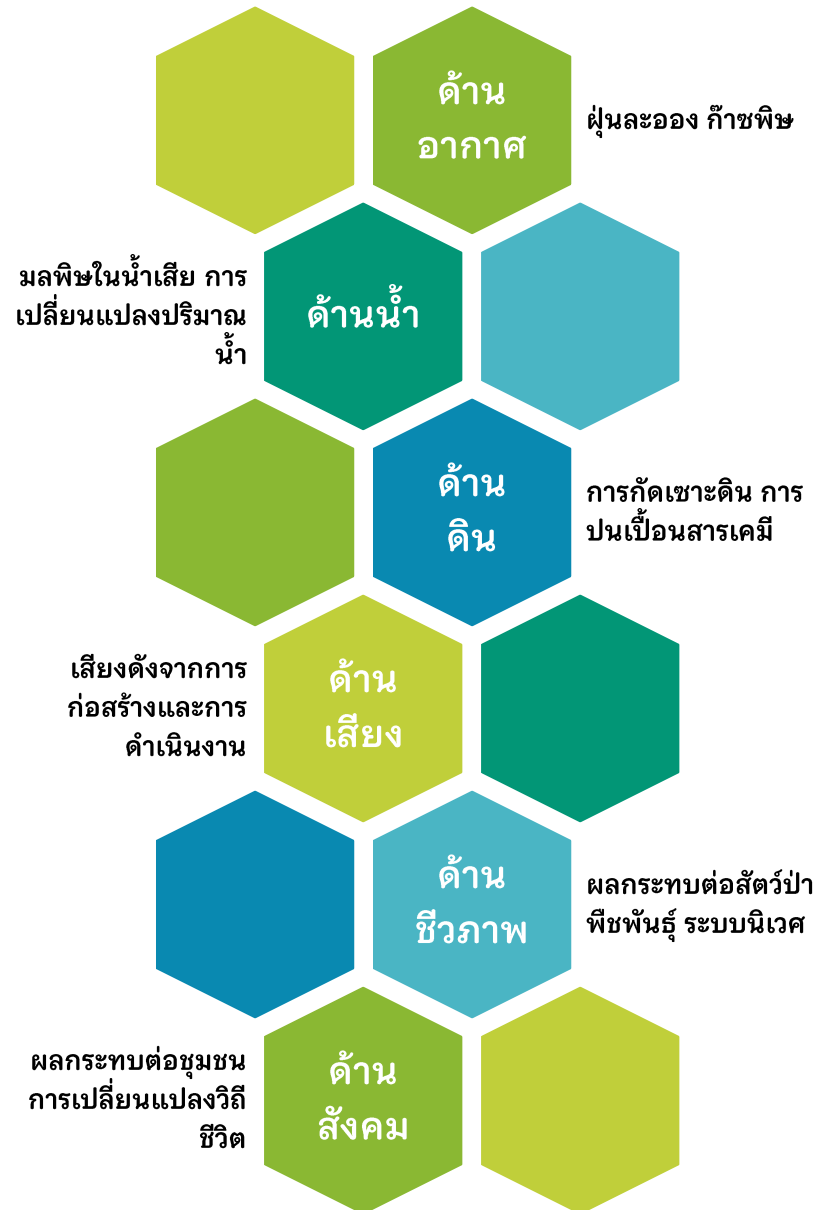 ด้าน
อากาศ
ฝุ่นละออง ก๊าซพิษ
มลพิษในน้ำเสีย การ
เปลี่ยนแปลงปริมาณ
น้ำ
ด้านน้ำ
ด้าน
ดิน
การกัดเซาะดิน การ
ปนเปื้อนสารเคมี
เสียงดังจากการ
ก่อสร้างและการ
ดำเนินงาน
ด้าน
เสียง
ด้าน
ชีวภาพ
ผลกระทบต่อสัตว์ป่า
พืชพันธุ์ ระบบนิเวศ
ผลกระทบต่อชุมชน
การเปลี่ยนแปลงวิถี
ชีวิต
ด้าน
สังคม